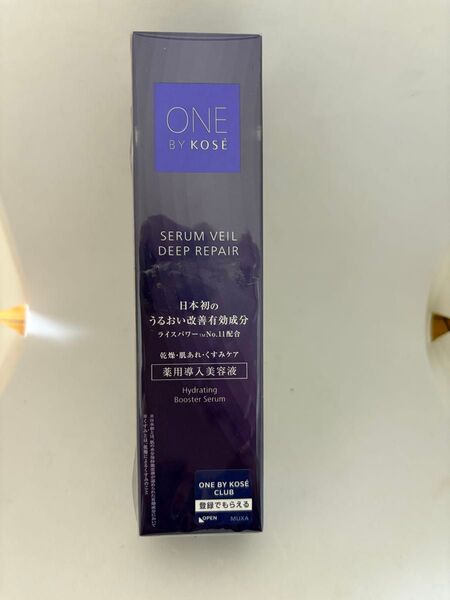 ONE
BY KOSÉ
SERUM VEIL
DEEP REPAIR
日本初の
うるおい改善有効成分
ライスパワー™No.11配合
乾燥・肌あれ・くすみケア
薬用導入美容液
Hydrating
Booster Serum
ONE BY KOSÉ
CLUB
登録でもらえる
OPEN
MUXA